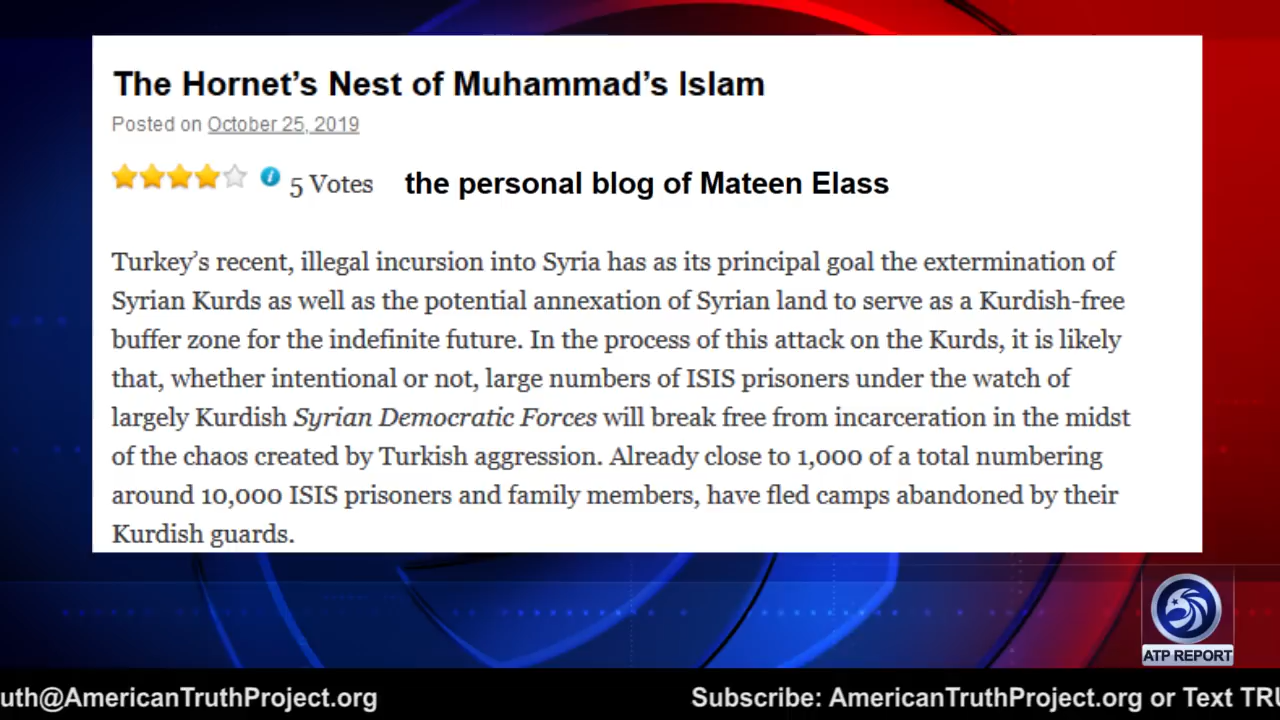 The Hornet's Nest of Muhammad's Islam
Posted on October 25, 2019
5 Votes the personal blog of Mateen Elass
Turkey's recent, illegal incursion into Syria has as its principal goal the extermination of
Syrian Kurds as well as the potential annexation of Syrian land to serve as a Kurdish-free
buffer zone for the indefinite future. In the process of this attack on the Kurds, it is likely
that, whether intentional or not, large numbers of ISIS prisoners under the watch of
largely Kurdish Syrian Democratic Forces will break free from incarceration in the midst
of the chaos created by Turkish aggression. Already close to 1,000 of a total numbering
around 10,000 ISIS prisoners and family members, have fled camps abandoned by their
Kurdish guards.
ATP REPORT
uth@AmericanTruthProject.org Subscribe: AmericanTruthProject.org or Text TRU